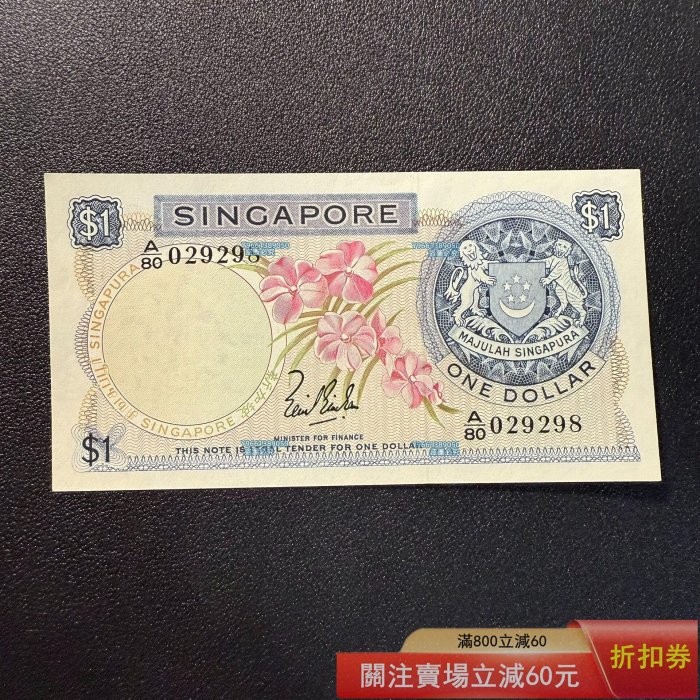 $1
SINGAPORE
$1
A/80 029298
SINGAPURA
SINGAPORE
MAJULAH SINGAPURA
ONE DOLLAR
A/80 029298
MINISTER FOR FINANCE
$1
THIS NOTE IS LEGAL TENDER FOR ONE DOLLAR
滿800立減60
關注賣場立減60元
折扣券